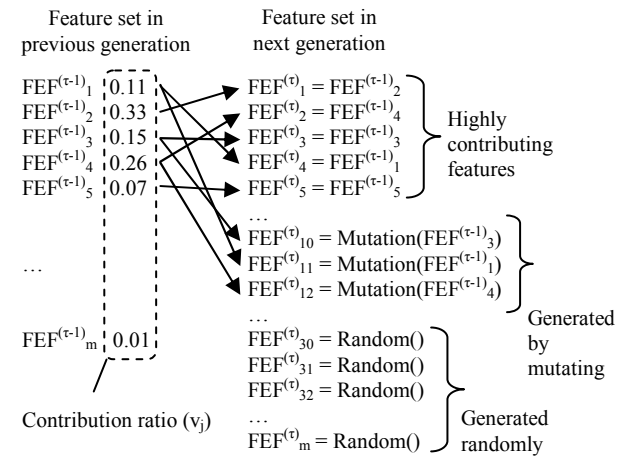 Feature set in
previous generation
FEF^(τ-1)_1 0.11
FEF^(τ-1)_2 0.33
FEF^(τ-1)_3 0.15
FEF^(τ-1)_4 0.26
FEF^(τ-1)_5 0.07
…
FEF^(τ-1)_m 0.01
Contribution ratio (v_j)
Feature set in
next generation
FEF^(τ)_1 = FEF^(τ-1)_2
FEF^(τ)_2 = FEF^(τ-1)_4
FEF^(τ)_3 = FEF^(τ-1)_3
FEF^(τ)_4 = FEF^(τ-1)_1
FEF^(τ)_5 = FEF^(τ-1)_5
…
FEF^(τ)_10 = Mutation(FEF^(τ-1)_3)
FEF^(τ)_11 = Mutation(FEF^(τ-1)_1)
FEF^(τ)_12 = Mutation(FEF^(τ-1)_4)
…
FEF^(τ)_30 = Random()
FEF^(τ)_31 = Random()
FEF^(τ)_32 = Random()
…
FEF^(τ)_m = Random()
Highly
contributing
features
Generated
by
mutating
Generated
randomly